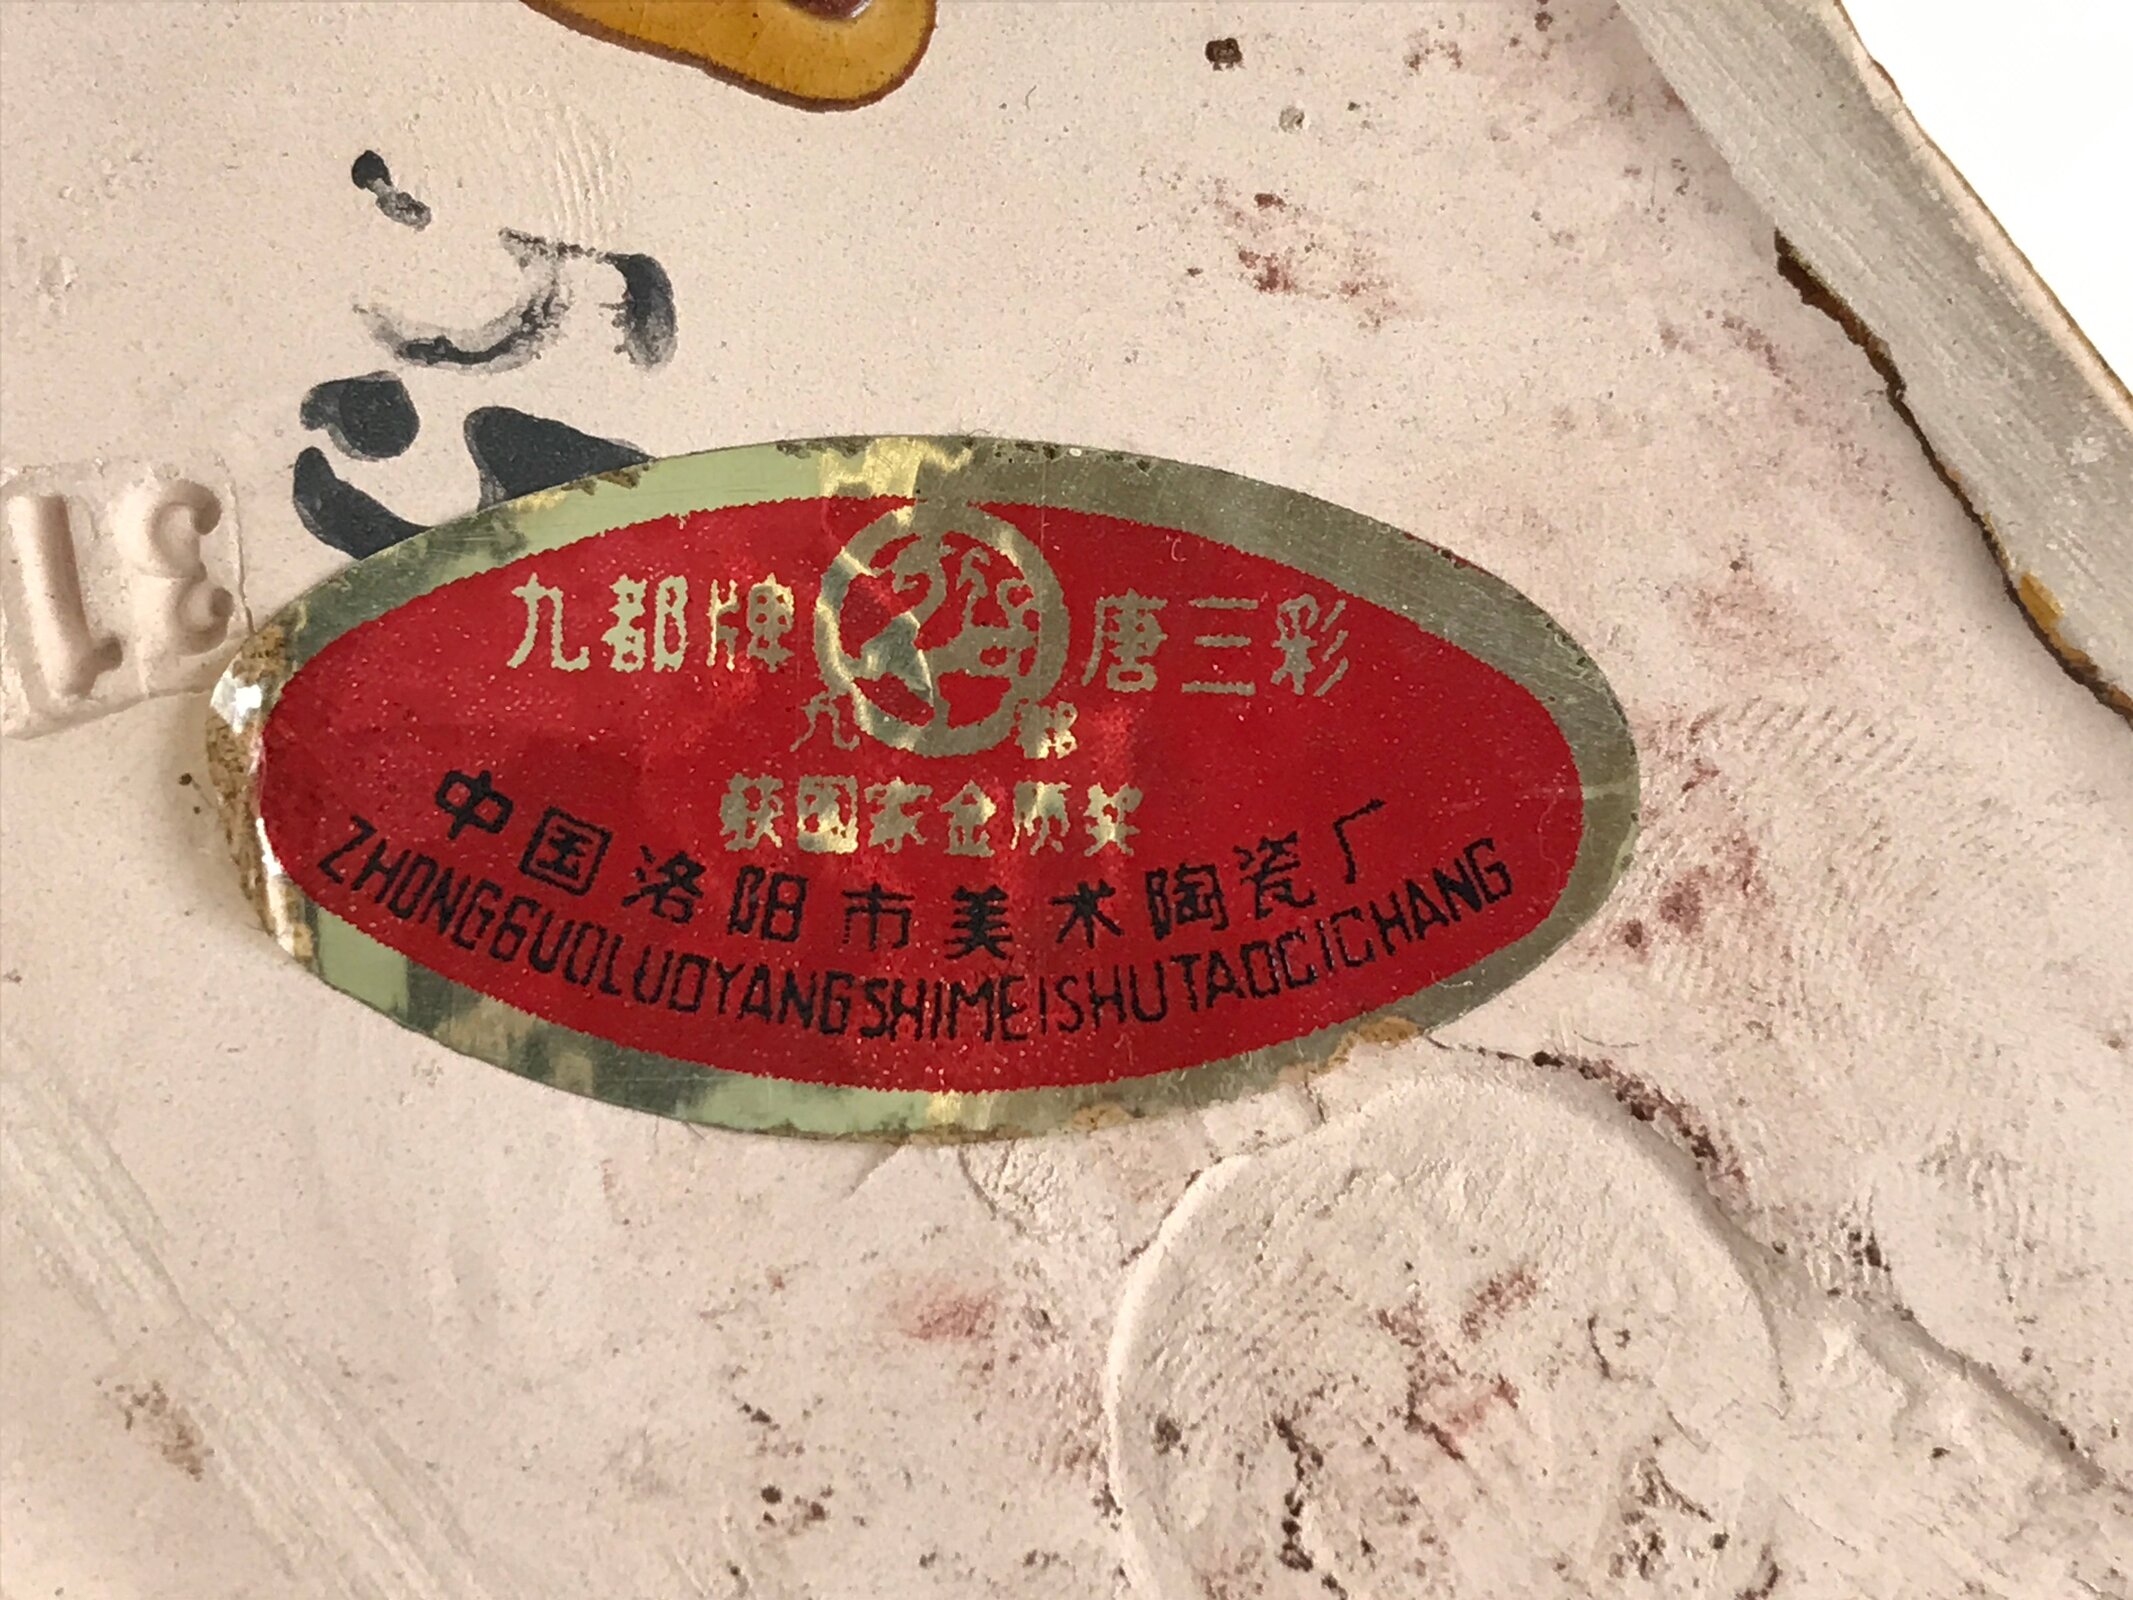 31
九都牌 唐三彩
九都
获国家金质奖
中国洛阳市美术陶瓷厂
ZHONGGUOLUOYANGSHIMEISHUTAOCICHANG